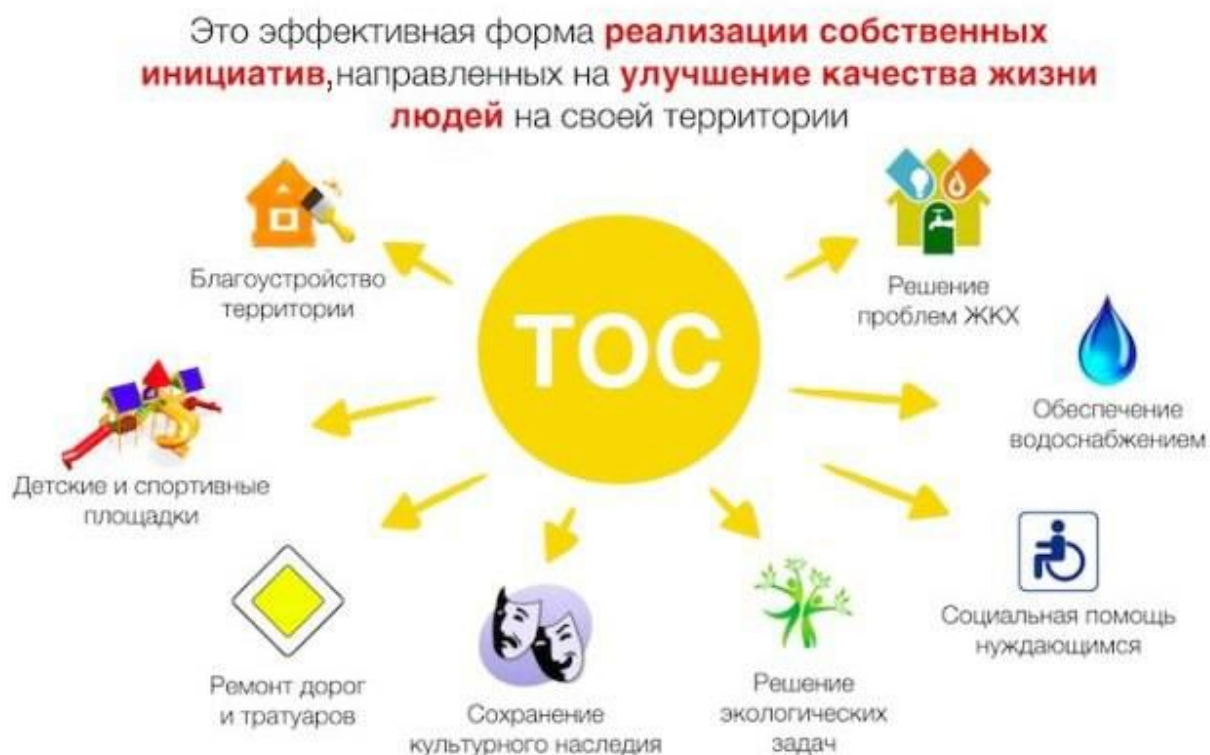 Это эффективная форма реализации собственных
инициатив,направленных на улучшение качества жизни
людей на своей территории
ТОС
Благоустройство
территории
Решение
проблем ЖКХ
Детские и спортивные
площадки
Обеспечение
водоснабжением
Ремонт дорог
и тратуаров
Сохранение
культурного наследия
Решение
экологических
задач
Социальная помощь
нуждающимся